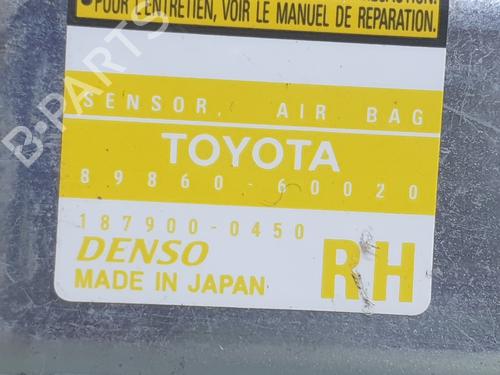 POUR L'ENTRETIEN, VOIR LE MANUEL DE REPARATION.
SENSOR, AIR BAG
TOYOTA
89860-60020
187900-0450
DENSO
MADE IN JAPAN
RH
B-PARTS